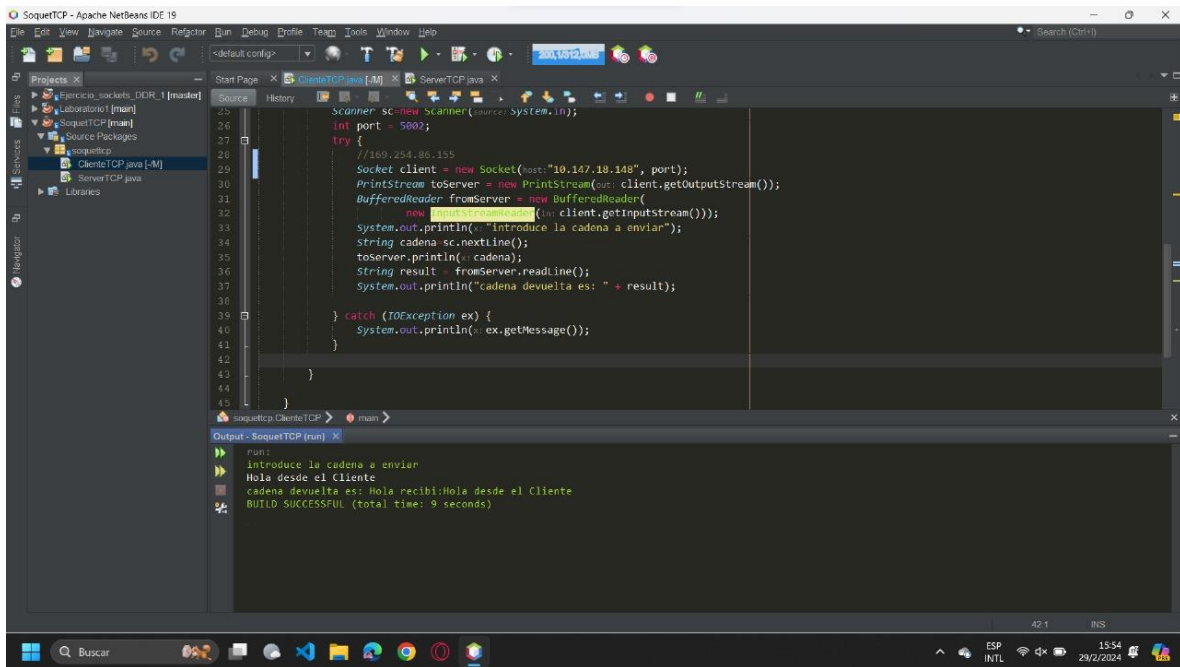 SoquetTCP - Apache NetBeans IDE 19
File Edit View Navigate Source Refactor Run Debug Profile Team Tools Window Help
Search (Ctrl+I)
<default config>
Projects
Start Page ClienteTCP.java [-/M] ServerTCP.java
Source History
Files
Services
Navigator
Ejercicio_sockets_DDR_1 [master]
Laboratorio1 [main]
SoquetTCP [main]
Source Packages
soquettcp
ClienteTCP.java [-/M]
ServerTCP.java
Libraries
25 Scanner sc=new Scanner(source: System.in);
26 int port = 5002;
27 try {
28 //169.254.86.155
29 Socket client = new Socket(host:"10.147.18.148", port);
30 PrintStream toServer = new PrintStream(out: client.getOutputStream());
31 BufferedReader fromServer = new BufferedReader(
32 new InputStreamReader(in: client.getInputStream()));
33 System.out.println(x: "introduce la cadena a enviar");
34 String cadena=sc.nextLine();
35 toServer.println(x: cadena);
36 String result = fromServer.readLine();
37 System.out.println("cadena devuelta es: " + result);
38
39 } catch (IOException ex) {
40 System.out.println(x: ex.getMessage());
41 }
42
43 }
44
45 }
soquettcp.ClienteTCP main
Output - SoquetTCP (run)
run:
introduce la cadena a enviar
Hola desde el Cliente
cadena devuelta es: Hola recibi:Hola desde el Cliente
BUILD SUCCESSFUL (total time: 9 seconds)
42:1 INS
Buscar
ESP
INTL
15:54
29/2/2024